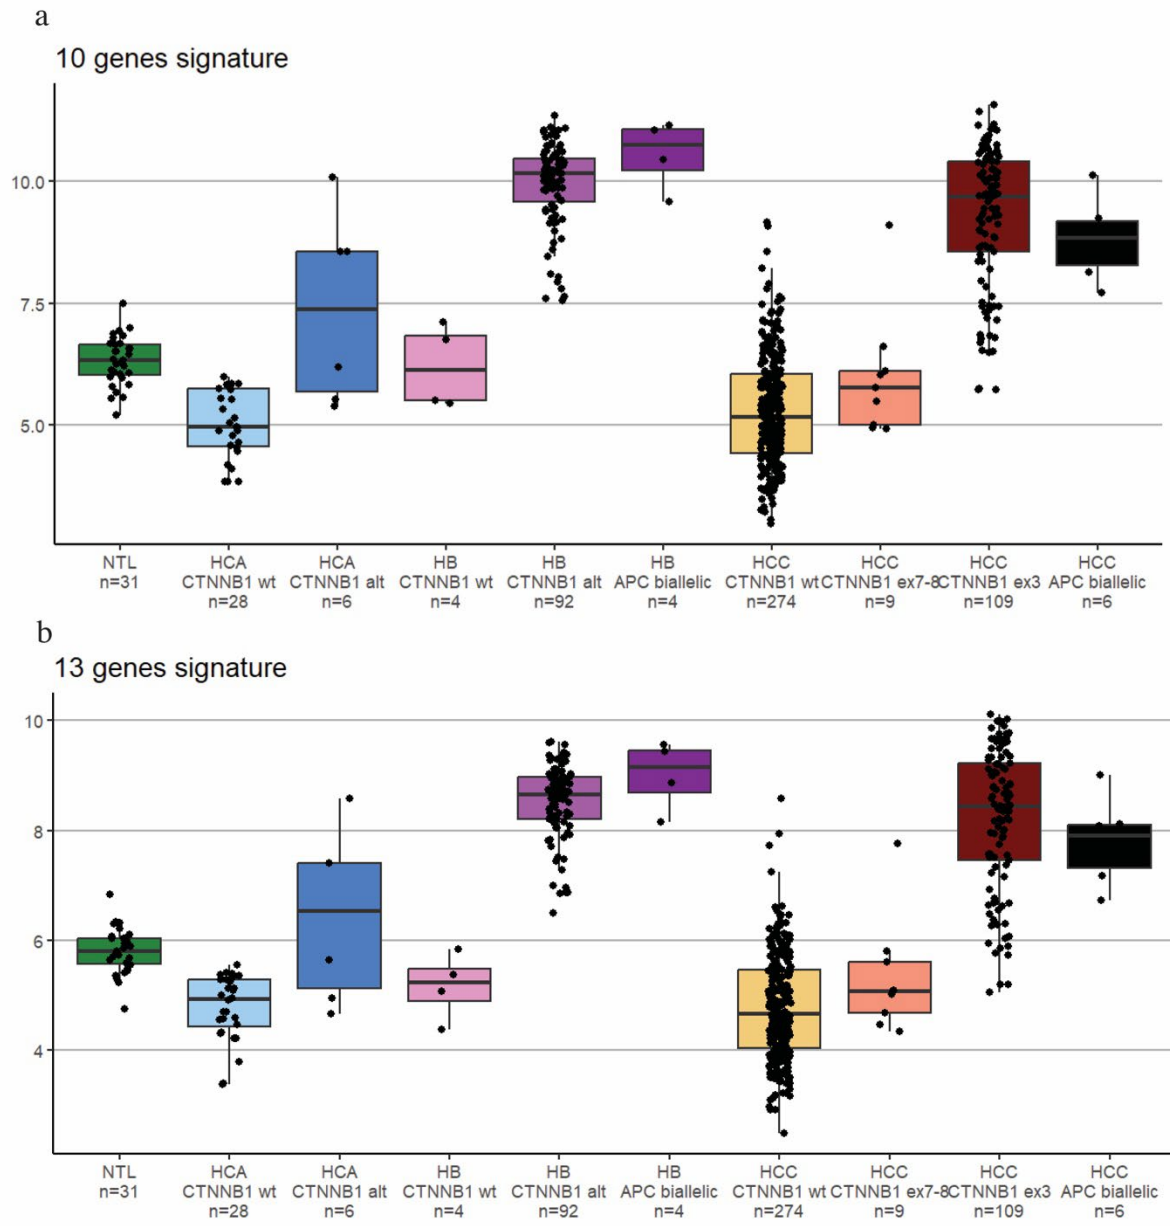 a
10 genes signature
10.0
7.5
5.0
NTL HCA HCA HB HB HB HCC HCC HCC HCC
n=31 CTNNB1 wt CTNNB1 alt CTNNB1 wt CTNNB1 alt APC biallelic CTNNB1 wt CTNNB1 ex7-8 CTNNB1 ex3 APC biallelic
n=28 n=6 n=4 n=92 n=4 n=274 n=9 n=109 n=6
b
13 genes signature
10
8
6
4
NTL HCA HCA HB HB HB HCC HCC HCC HCC
n=31 CTNNB1 wt CTNNB1 alt CTNNB1 wt CTNNB1 alt APC biallelic CTNNB1 wt CTNNB1 ex7-8 CTNNB1 ex3 APC biallelic
n=28 n=6 n=4 n=92 n=4 n=274 n=9 n=109 n=6